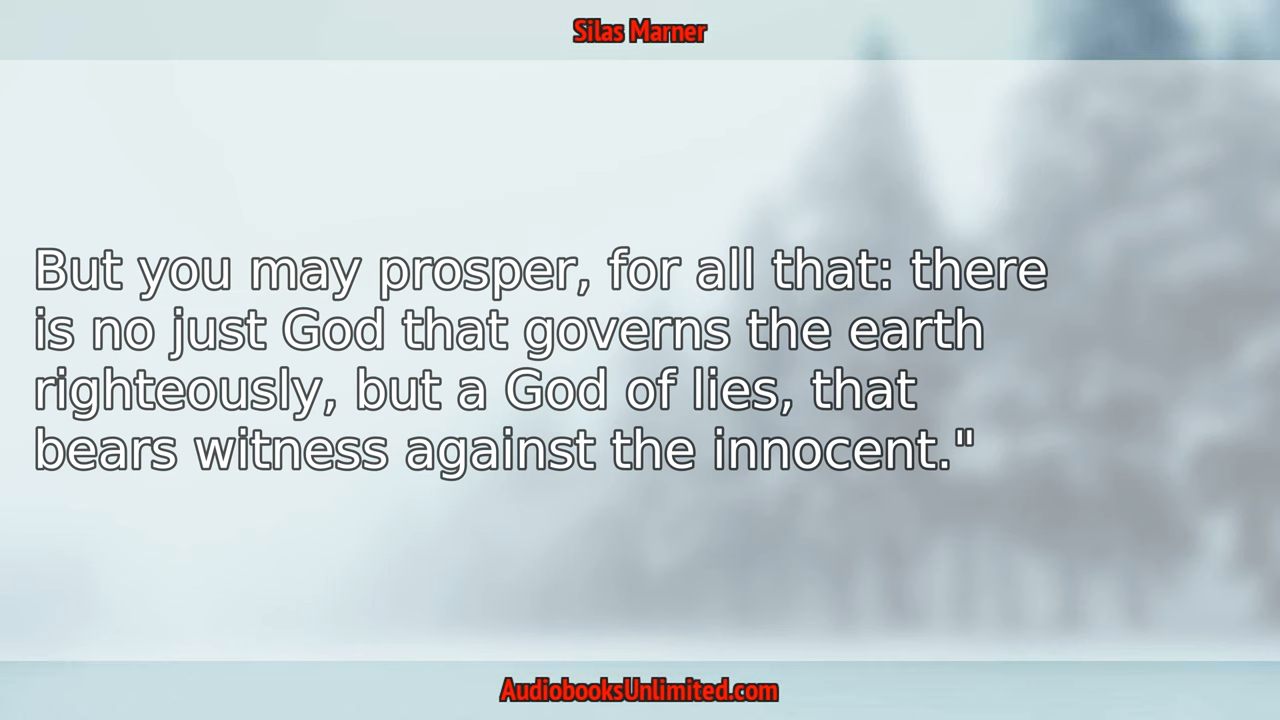 Silas Marner
But you may prosper, for all that: there
is no just God that governs the earth
righteously, but a God of lies, that
bears witness against the innocent."
AudiobooksUnlimited.com